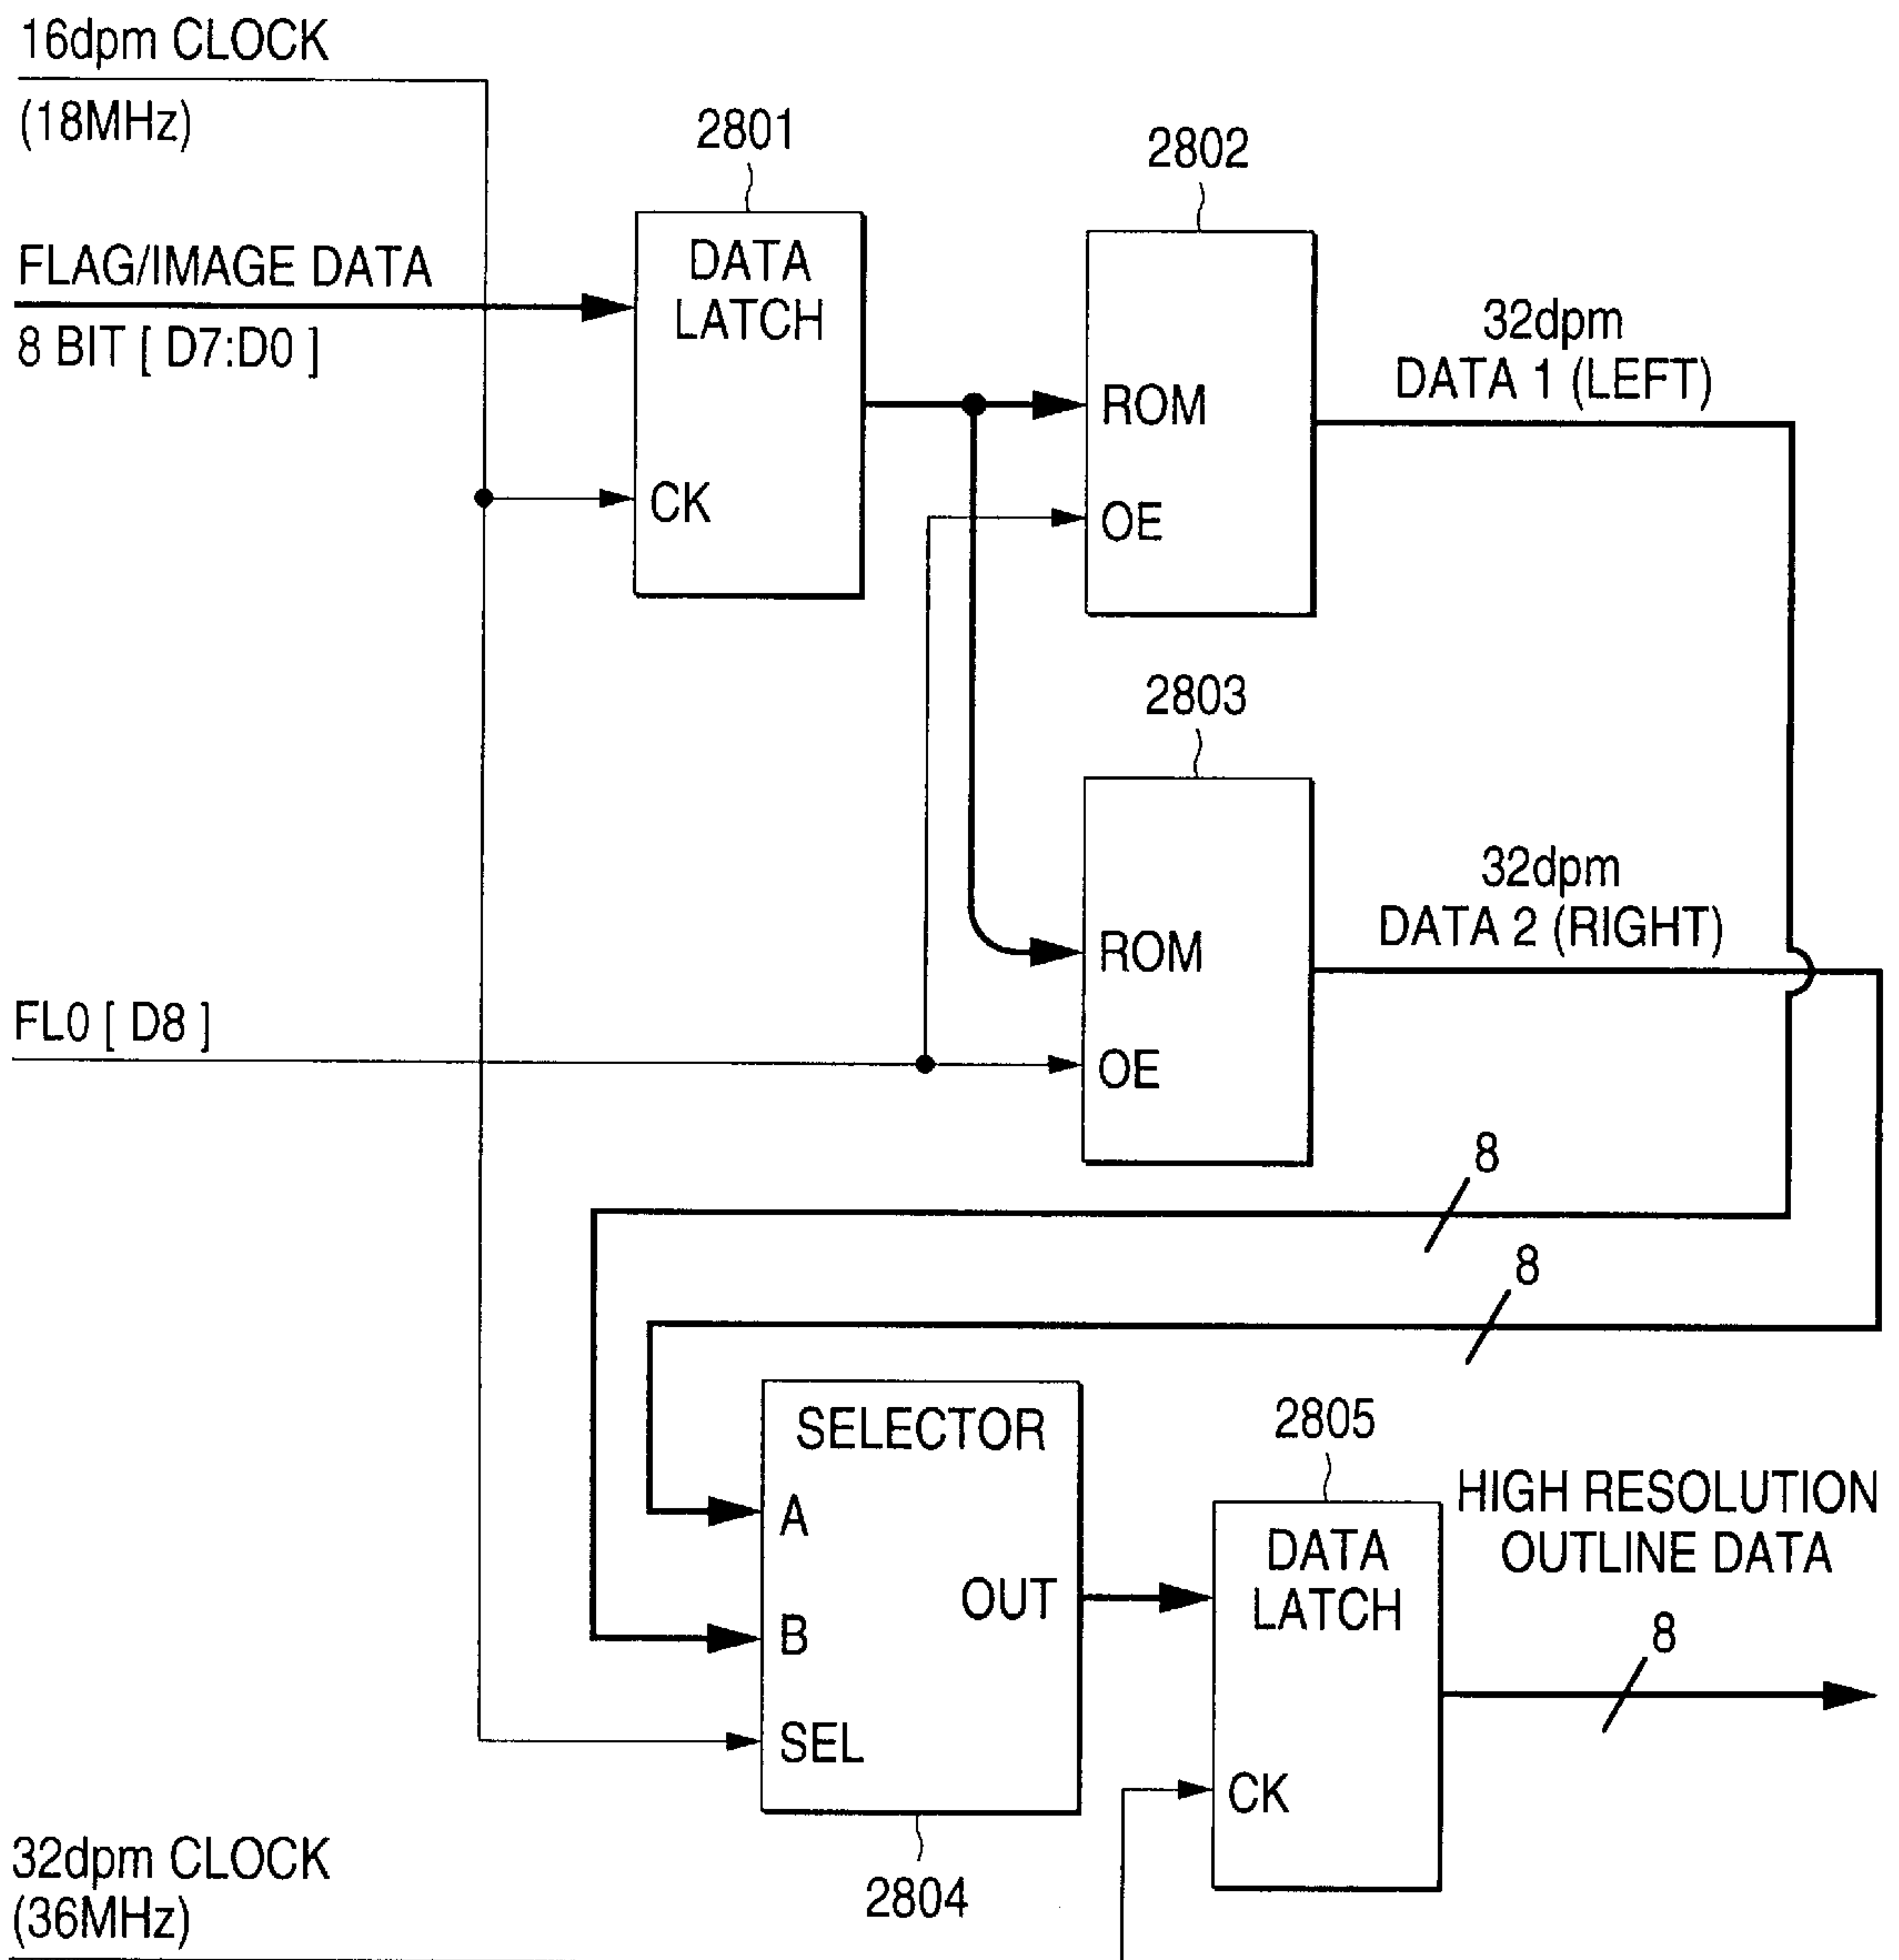 16dpm CLOCK
(18MHz)
2801
2802
FLAG/IMAGE DATA
8 BIT [ D7:D0 ]
DATA
LATCH
CK
ROM
OE
32dpm
DATA 1 (LEFT)
2803
ROM
OE
32dpm
DATA 2 (RIGHT)
FL0 [ D8 ]
8
8
SELECTOR
A
B
OUT
SEL
2804
2805
DATA
LATCH
CK
HIGH RESOLUTION
OUTLINE DATA
8
32dpm CLOCK
(36MHz)